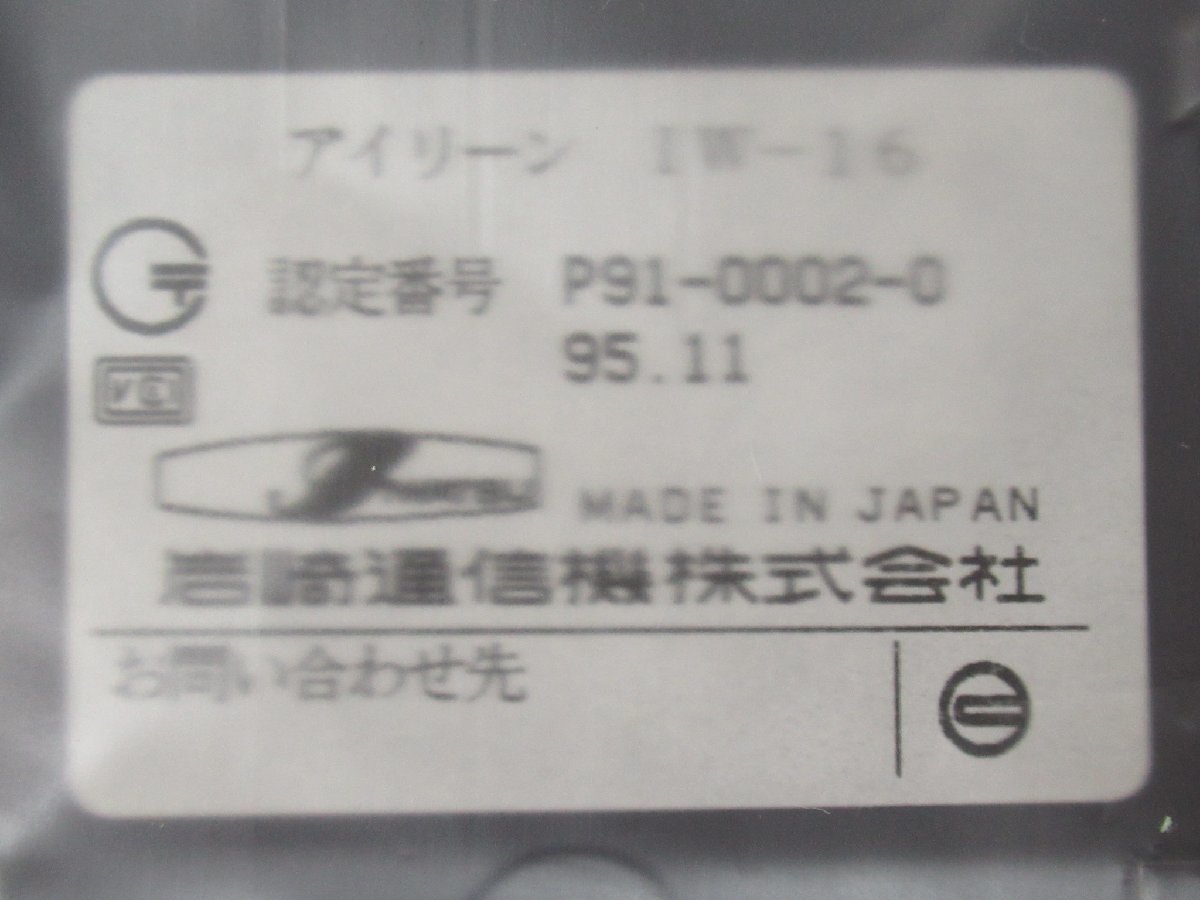 アイリーン IW-16
認定番号 P91-0002-0
95.11
VCI
MADE IN JAPAN
岩崎通信機株式会社
お問い合わせ先